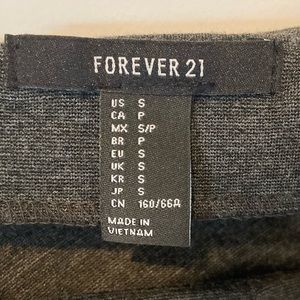 FOREVER 21
US S
CA P
MX S/P
BR P
EU S
UK S
KR S
JP S
CN 160/66A
MADE IN
VIETNAM